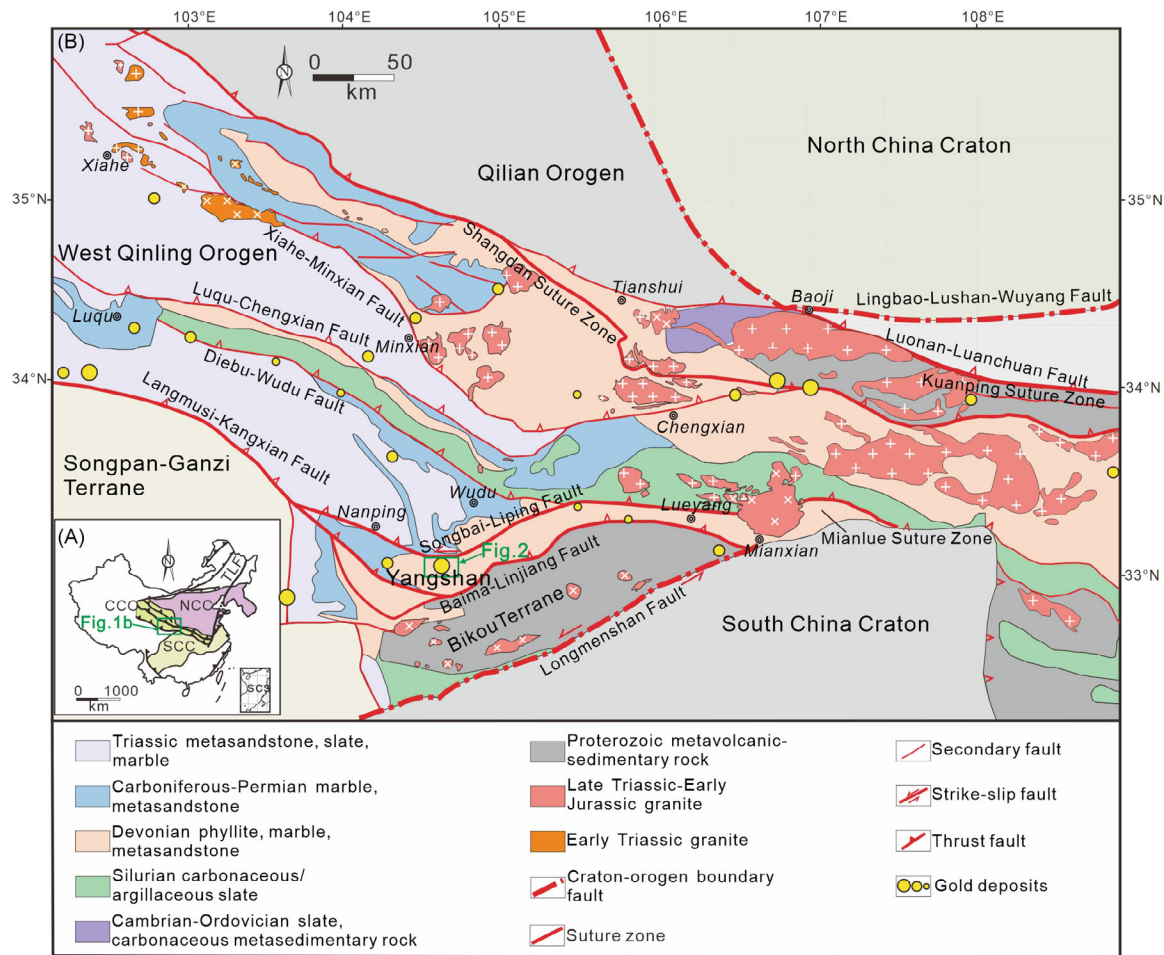 103°E 104°E 105°E 106°E 107°E 108°E
(B)
N
0 50
km
North China Craton
Qilian Orogen
Xiahe
35°N
35°N
West Qinling Orogen
Xiahe-Minxian Fault
Shangdan Suture Zone
Tianshui
Baoji
Lingbao-Lushan-Wuyang Fault
Luqu
Luqu-Chengxian Fault
Minxian
Luonan-Luanchuan Fault
34°N
34°N
Diebu-Wudu Fault
Kuanping Suture Zone
Langmusi-Kangxian Fault
Chengxian
Songpan-Ganzi
Terrane
Wudu
Nanping
Songbai-Liping Fault
Lueyang
Mianlue Suture Zone
Mianxian
Fig.2
Yangshan
Baima-Linjiang Fault
33°N
Bikou Terrane
Longmenshan Fault
South China Craton
(A)
N
TLF
CCO
NCC
Fig.1b
SCC
0 1000
km
SCS
Triassic metasandstone, slate,
marble
Carboniferous-Permian marble,
metasandstone
Devonian phyllite, marble,
metasandstone
Silurian carbonaceous/
argillaceous slate
Cambrian-Ordovician slate,
carbonaceous metasedimentary rock
Proterozoic metavolcanic-
sedimentary rock
Late Triassic-Early
Jurassic granite
Early Triassic granite
Craton-orogen boundary
fault
Suture zone
Secondary fault
Strike-slip fault
Thrust fault
Gold deposits